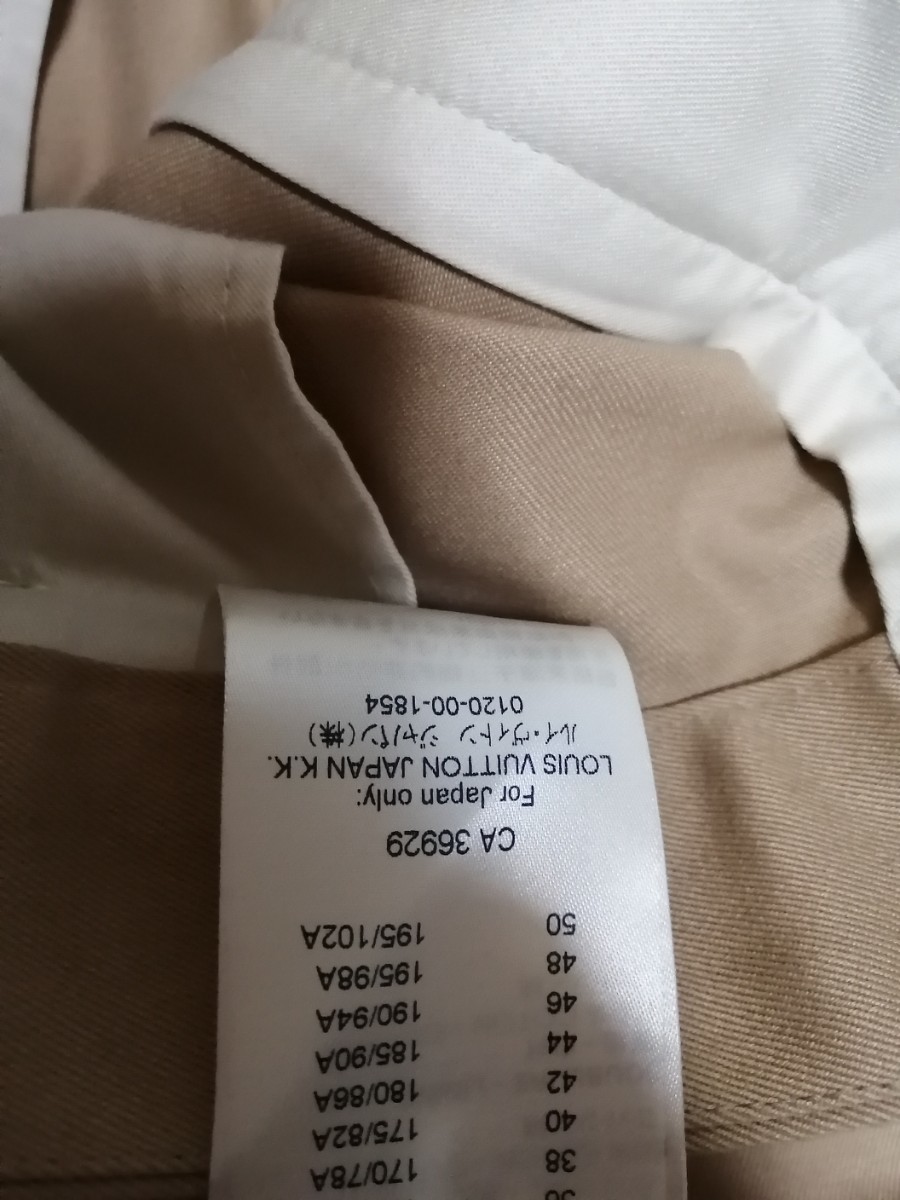 38 170/78A
40 175/82A
42 180/86A
44 185/90A
46 190/94A
48 195/98A
50 195/102A
CA 36929
For Japan only:
LOUIS VUITTON JAPAN K.K.
ルイ・ヴィトン ジャパン(株)
0120-00-1854